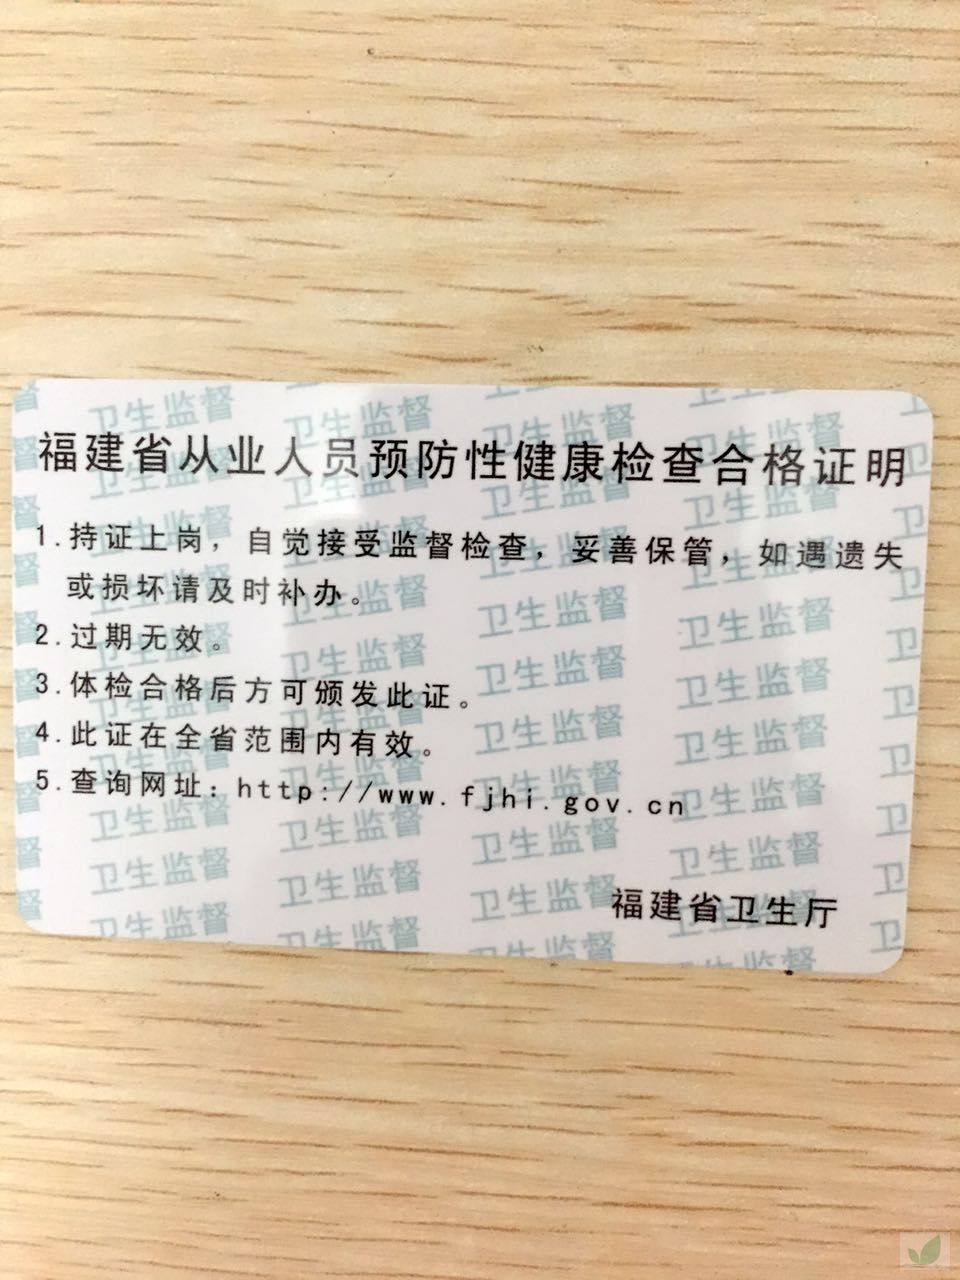 福建省从业人员预防性健康检查合格证明
1.持证上岗，自觉接受监督检查，妥善保管，如遇遗失
或损坏请及时补办。
2.过期无效。
3.体检合格后方可颁发此证。
4.此证在全省范围内有效。
5.查询网址：http://www.fjhi.gov.cn
福建省卫生厅
卫生监督